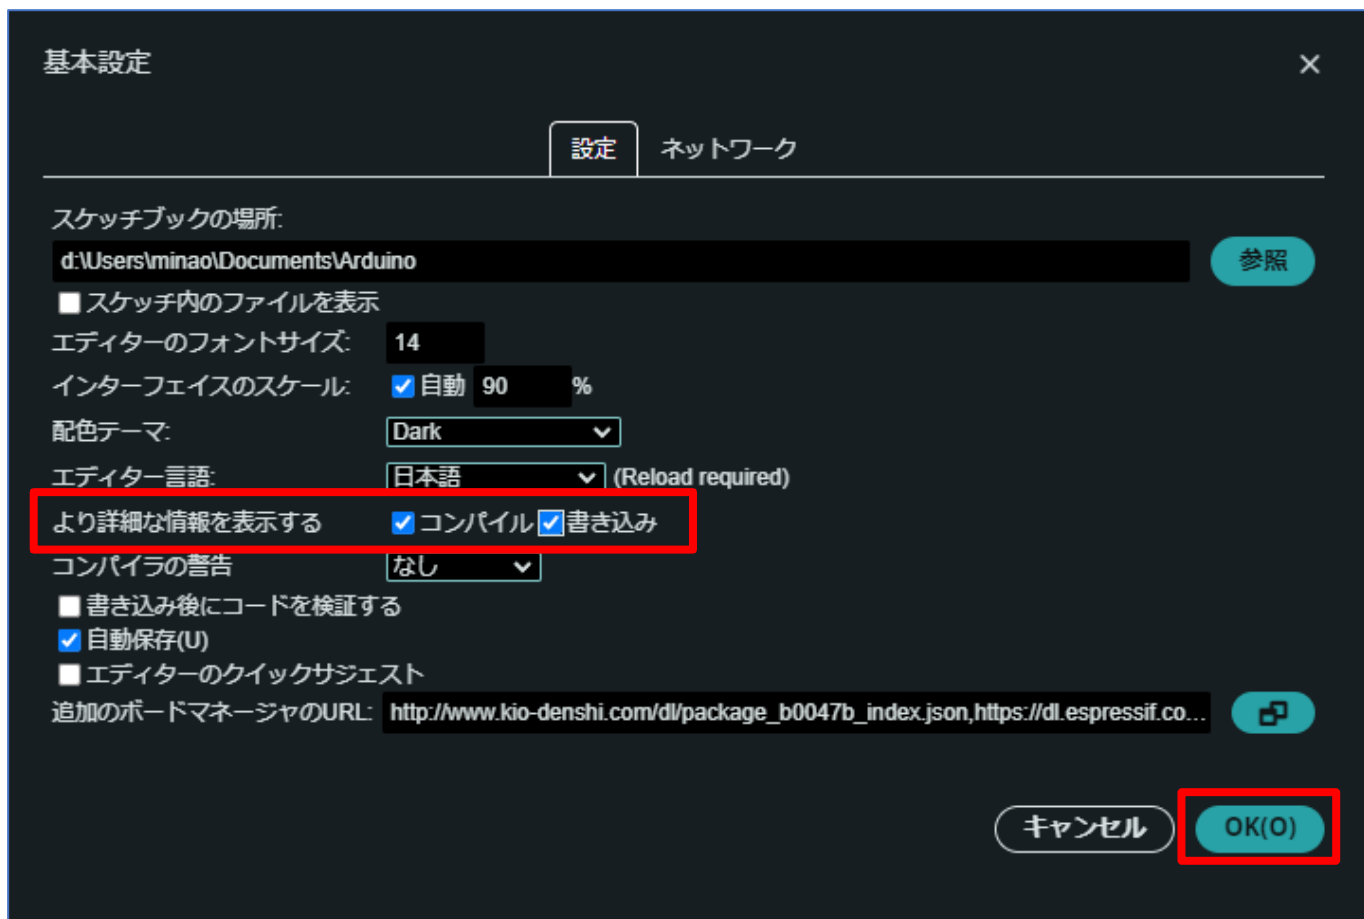 基本設定
設定 ネットワーク
スケッチブックの場所:
d:\Users\minao\Documents\Arduino 参照
スケッチ内のファイルを表示
エディターのフォントサイズ: 14
インターフェイスのスケール: 自動 90 %
配色テーマ: Dark
エディター言語: 日本語 (Reload required)
より詳細な情報を表示する コンパイル 書き込み
コンパイラの警告 なし
書き込み後にコードを検証する
自動保存(U)
エディターのクイックサジェスト
追加のボードマネージャのURL: http://www.kio-denshi.com/dl/package_b0047b_index.json,https://dl.espressif.co...
キャンセル OK(O)